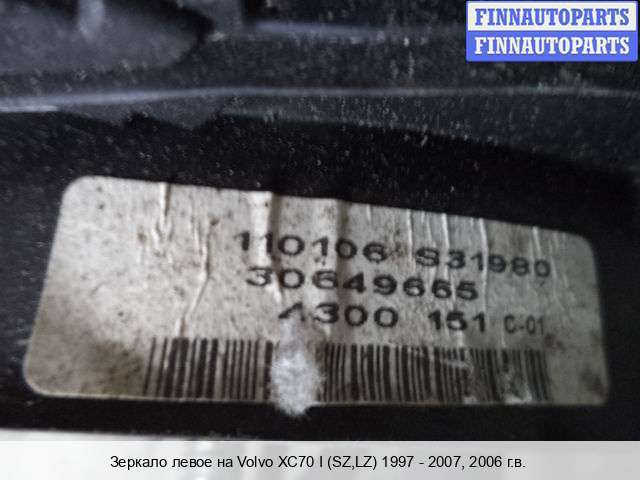 FINNAUTOPARTS
FINNAUTOPARTS
110106 S31980
30649665
4300 151 C-01
Зеркало левое на Volvo XC70 I (SZ,LZ) 1997 - 2007, 2006 г.в.